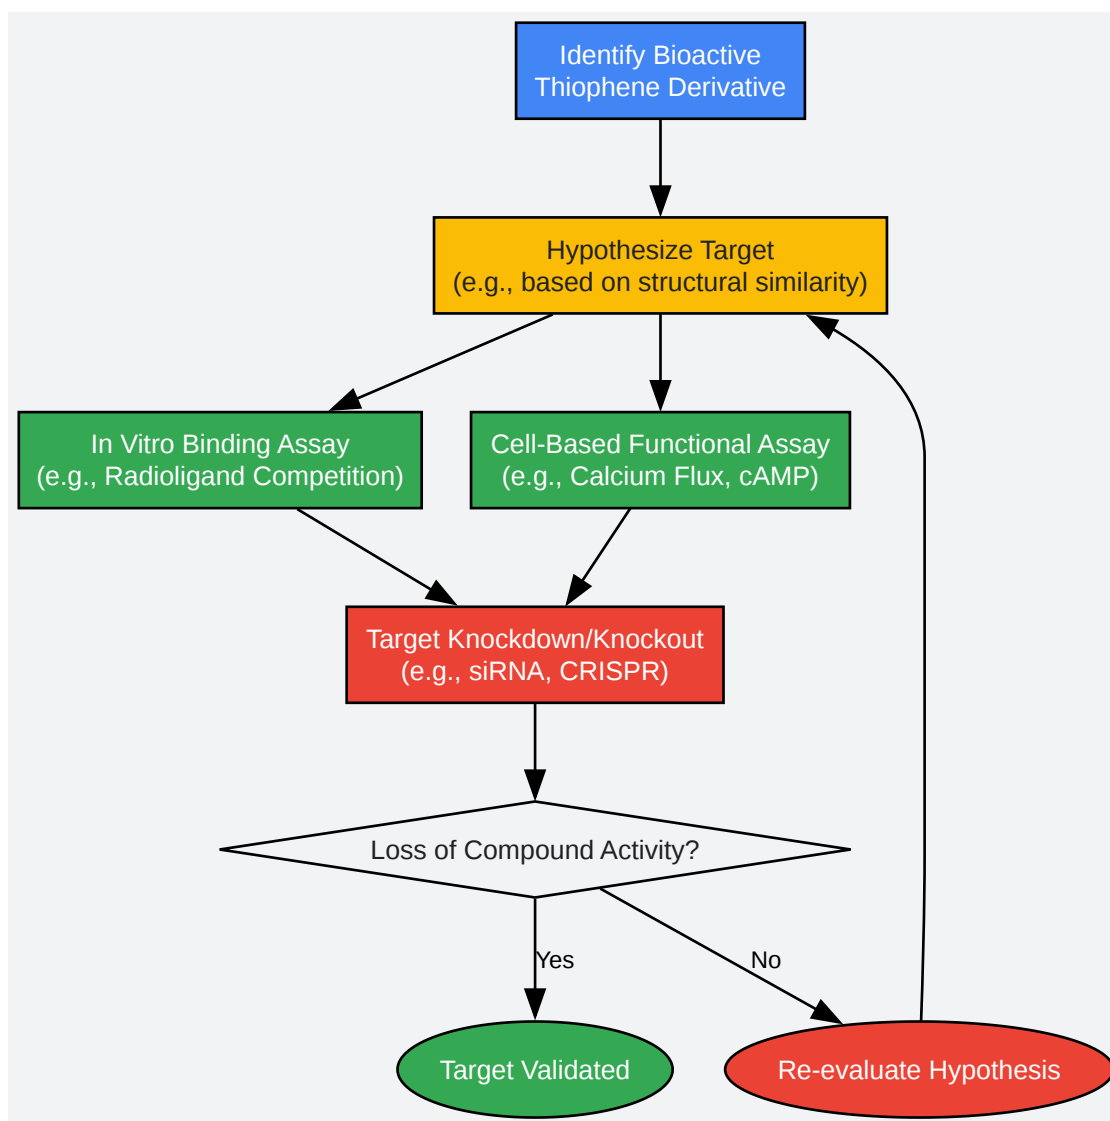 Identify Bioactive
Thiophene Derivative
Hypothesize Target
(e.g., based on structural similarity)
In Vitro Binding Assay
(e.g., Radioligand Competition)
Cell-Based Functional Assay
(e.g., Calcium Flux, cAMP)
Target Knockdown/Knockout
(e.g., siRNA, CRISPR)
Loss of Compound Activity?
Yes
No
Target Validated
Re-evaluate Hypothesis